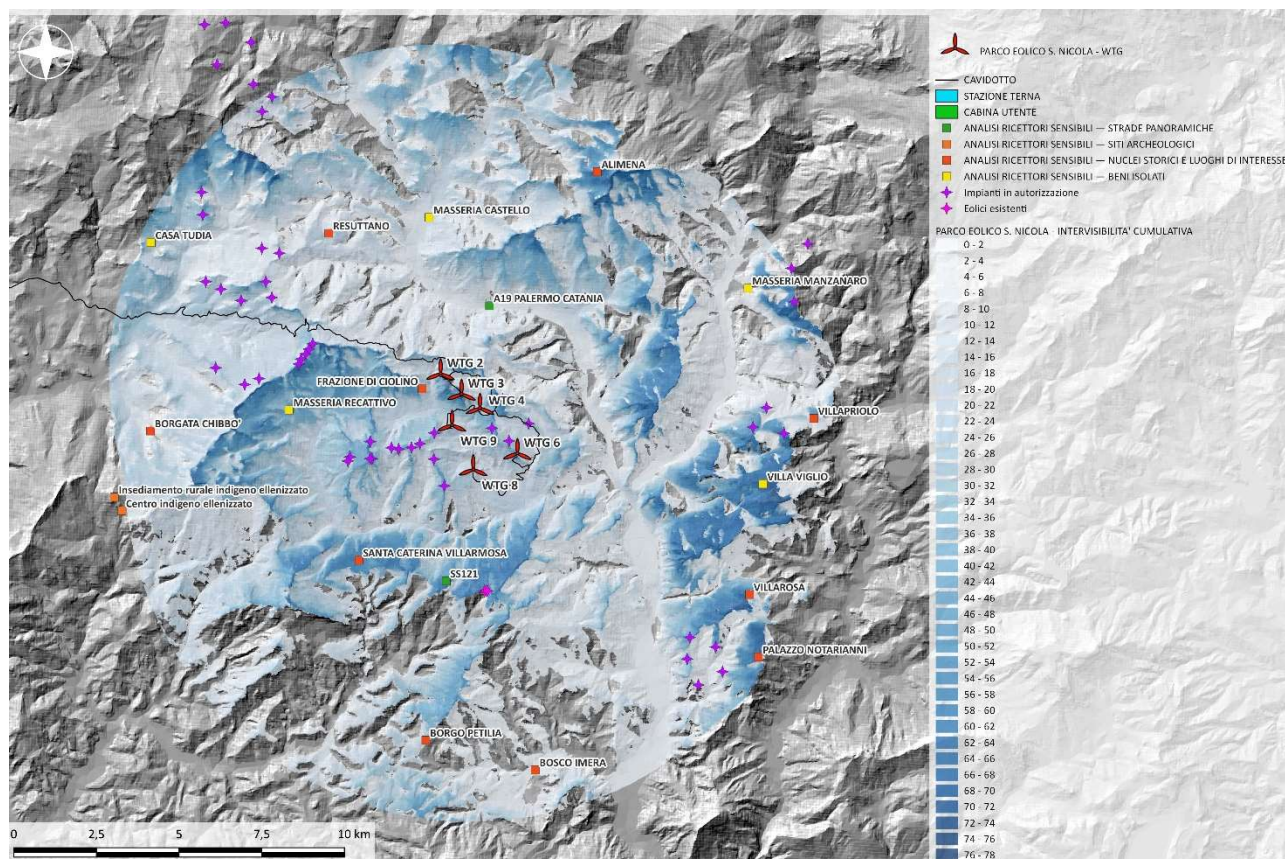 PARCO EOLICO S. NICOLA - WTG
CAVIDOTTO
STAZIONE TERNA
CABINA UTENTE
ANALISI RICETTORI SENSIBILI — STRADE PANORAMICHE
ANALISI RICETTORI SENSIBILI — SITI ARCHEOLOGICI
ANALISI RICETTORI SENSIBILI — NUCLEI STORICI E LUOGHI DI INTERESSE
ANALISI RICETTORI SENSIBILI — BENI ISOLATI
Impianti in autorizzazione
Eolici esistenti
PARCO EOLICO S. NICOLA - INTERVISIBILITA' CUMULATIVA
0 - 2
2 - 4
4 - 6
6 - 8
8 - 10
10 - 12
12 - 14
14 - 16
16 - 18
18 - 20
20 - 22
22 - 24
24 - 26
26 - 28
28 - 30
30 - 32
32 - 34
34 - 36
36 - 38
38 - 40
40 - 42
42 - 44
44 - 46
46 - 48
48 - 50
50 - 52
52 - 54
54 - 56
56 - 58
58 - 60
60 - 62
62 - 64
64 - 66
66 - 68
68 - 70
70 - 72
72 - 74
74 - 76
76 - 78
ALIMENA
MASSERIA CASTELLO
RESUTTANO
CASA TUDIA
MASSERIA MANZANARO
A19 PALERMO CATANIA
WTG 2
FRAZIONE DI CIOLINO
WTG 3
MASSERIA RECATTIVO
WTG 4
VILLAPRIOLO
BORGATA CHIBBO'
WTG 9
WTG 6
VILLA VIGLIO
WTG 8
Insediamento rurale indigeno ellenizzato
Centro indigeno ellenizzato
SANTA CATERINA VILLARMOSA
SS121
VILLAROSA
PALAZZO NOTARIANNI
BORGO PETILIA
BOSCO IMERA
0 2,5 5 7,5 10 km